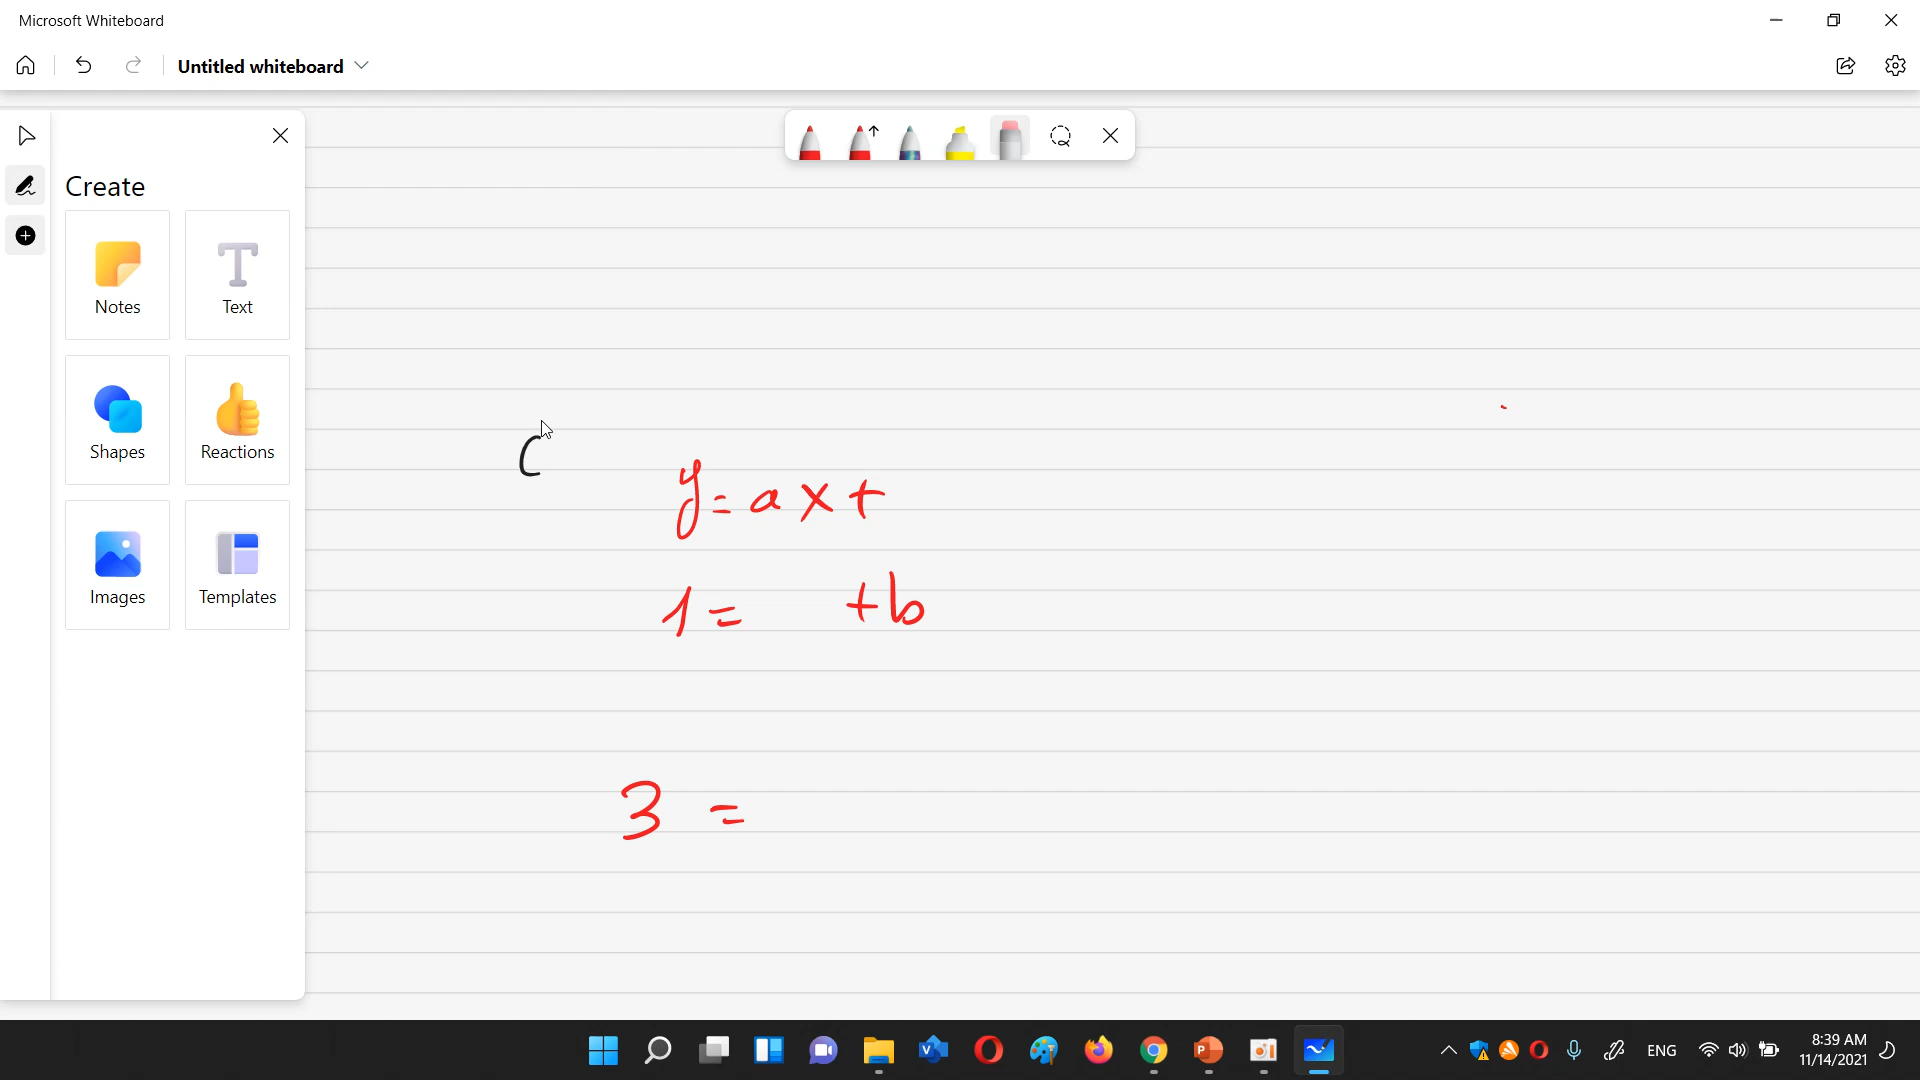 Microsoft Whiteboard
Untitled whiteboard
Create
Notes
Text
Shapes
Reactions
Images
Templates
C
y = a x +
1 = + b
3 =
ENG
8:39 AM
11/14/2021